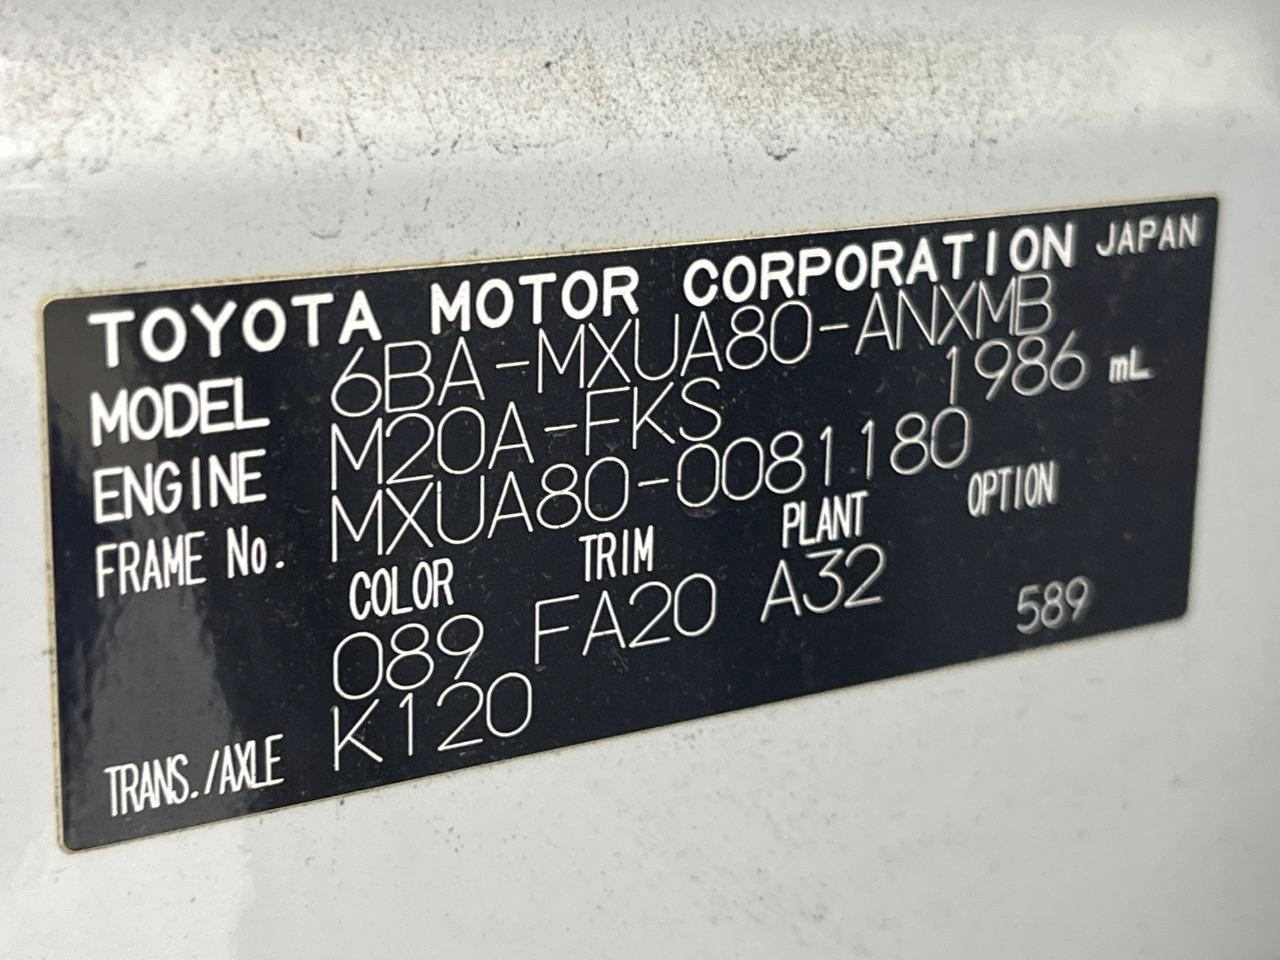 TOYOTA MOTOR CORPORATION JAPAN
MODEL 6BA-MXUA80-ANXMB
ENGINE M20A-FKS 1986 mL
FRAME No. MXUA80-0081180
COLOR TRIM PLANT OPTION
089 FA20 A32
TRANS./AXLE K120 589